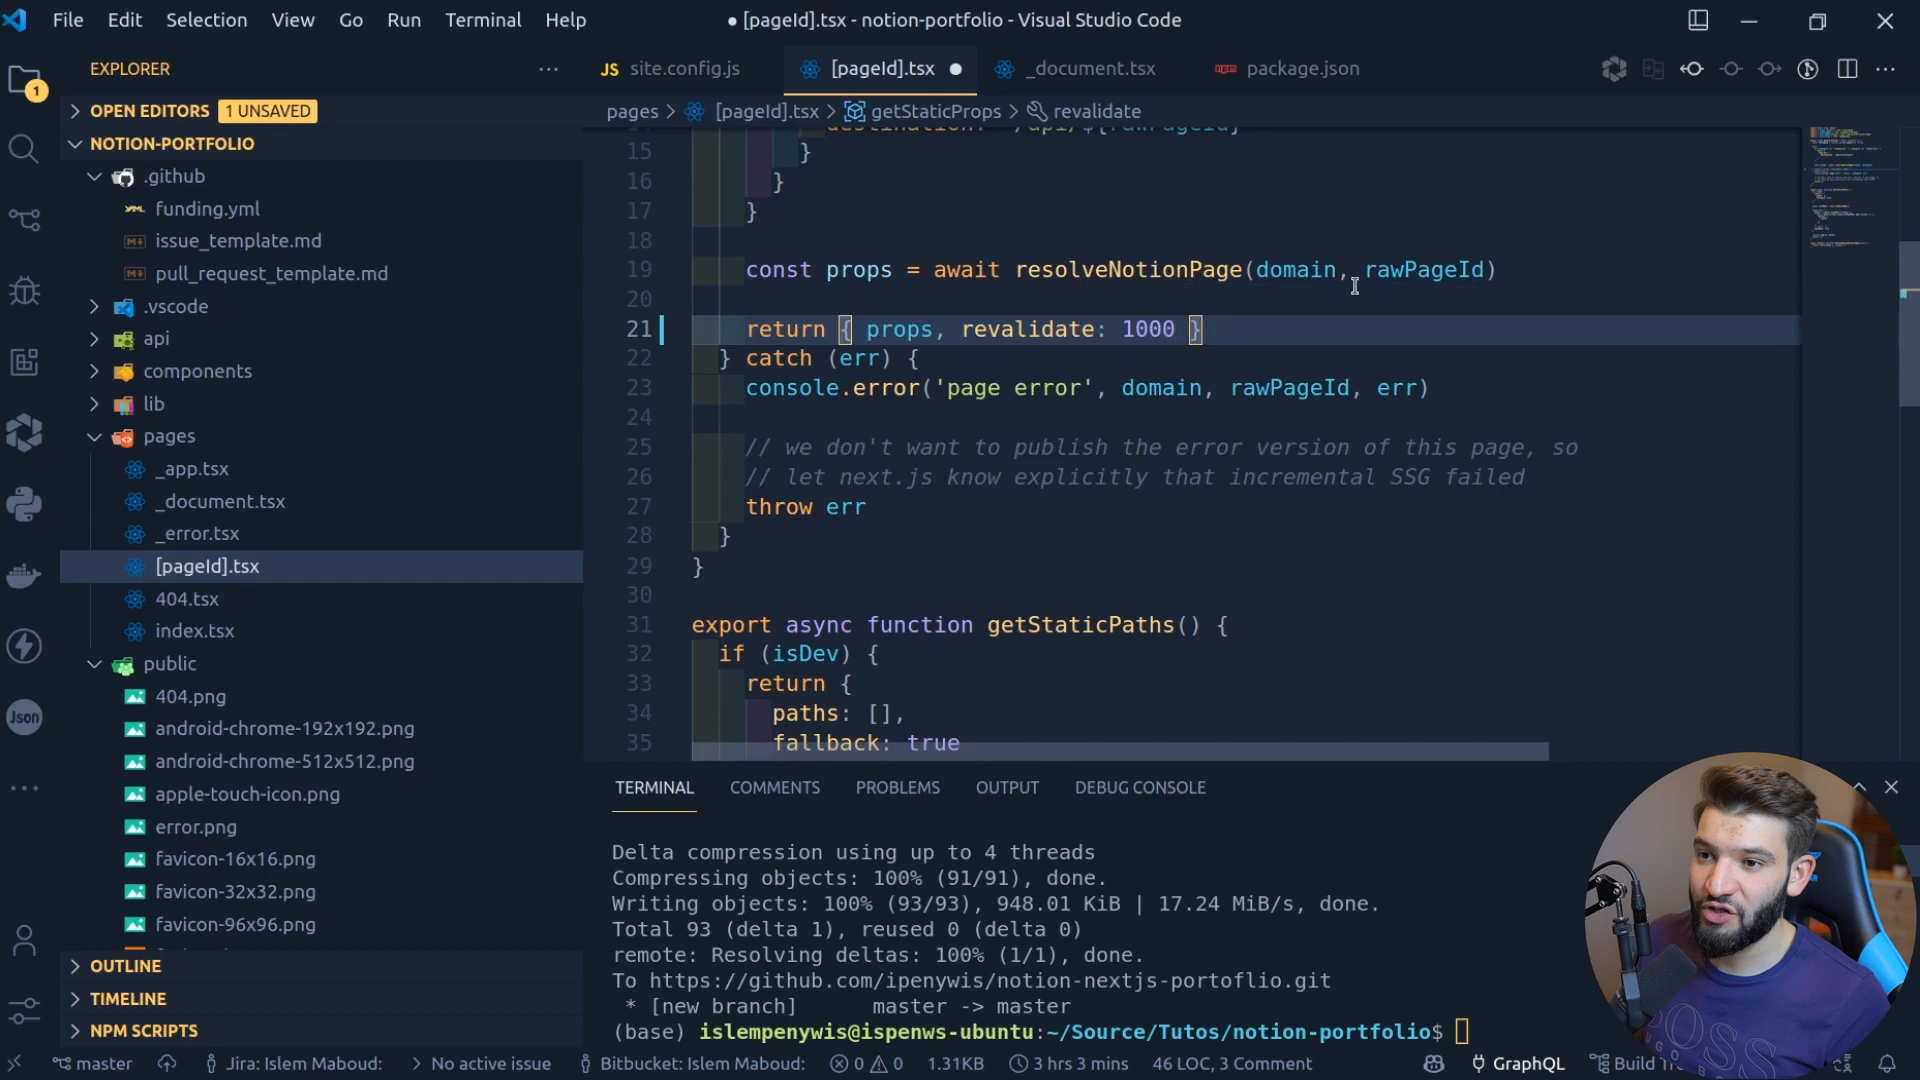 File Edit Selection View Go Run Terminal Help
● [pageId].tsx - notion-portfolio - Visual Studio Code
EXPLORER
JS site.config.js
[pageId].tsx
_document.tsx
package.json
1
OPEN EDITORS 1 UNSAVED
pages > [pageId].tsx > getStaticProps > revalidate
NOTION-PORTFOLIO
.github
funding.yml
issue_template.md
pull_request_template.md
.vscode
api
components
lib
pages
_app.tsx
_document.tsx
_error.tsx
[pageId].tsx
404.tsx
index.tsx
public
404.png
android-chrome-192x192.png
android-chrome-512x512.png
apple-touch-icon.png
error.png
favicon-16x16.png
favicon-32x32.png
favicon-96x96.png
OUTLINE
TIMELINE
NPM SCRIPTS
Json
15 }
16 }
17 }
18
19 const props = await resolveNotionPage(domain, rawPageId)
20
21 return { props, revalidate: 1000 }
22 } catch (err) {
23 console.error('page error', domain, rawPageId, err)
24
25 // we don't want to publish the error version of this page, so
26 // let next.js know explicitly that incremental SSG failed
27 throw err
28 }
29 }
30
31 export async function getStaticPaths() {
32 if (isDev) {
33 return {
34 paths: [],
35 fallback: true
TERMINAL COMMENTS PROBLEMS OUTPUT DEBUG CONSOLE
Delta compression using up to 4 threads
Compressing objects: 100% (91/91), done.
Writing objects: 100% (93/93), 948.01 KiB | 17.24 MiB/s, done.
Total 93 (delta 1), reused 0 (delta 0)
remote: Resolving deltas: 100% (1/1), done.
To https://github.com/ipenywis/notion-nextjs-portoflio.git
* [new branch] master -> master
(base) islempenywis@ispenws-ubuntu:~/Source/Tutos/notion-portfolio$
master Jira: Islem Maboud: > No active issue Bitbucket: Islem Maboud: 0 0 1.31KB 3 hrs 3 mins 46 LOC, 3 Comment GraphQL Build